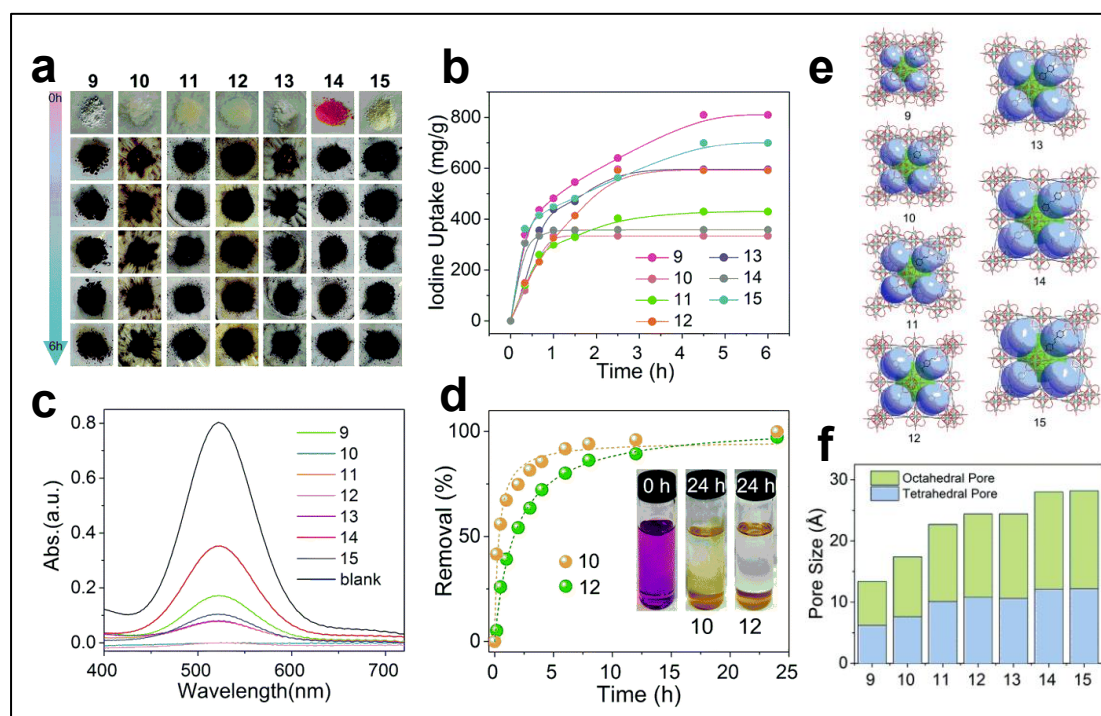 a
9 10 11 12 13 14 15
0h
6h
b
Iodine Uptake (mg/g)
800
600
400
200
0
0 1 2 3 4 5 6
Time (h)
9 13
10 14
11 15
12
c
Abs.(a.u.)
0.8
0.6
0.4
0.2
0.0
400 500 600 700
Wavelength(nm)
9
10
11
12
13
14
15
blank
d
Removal (%)
100
50
0
0 5 10 15 20 25
Time (h)
10
12
0 h 24 h 24 h
10 12
e
9
13
10
14
11
12
15
f
Pore Size (Å)
30
20
10
0
Octahedral Pore
Tetrahedral Pore
9 10 11 12 13 14 15